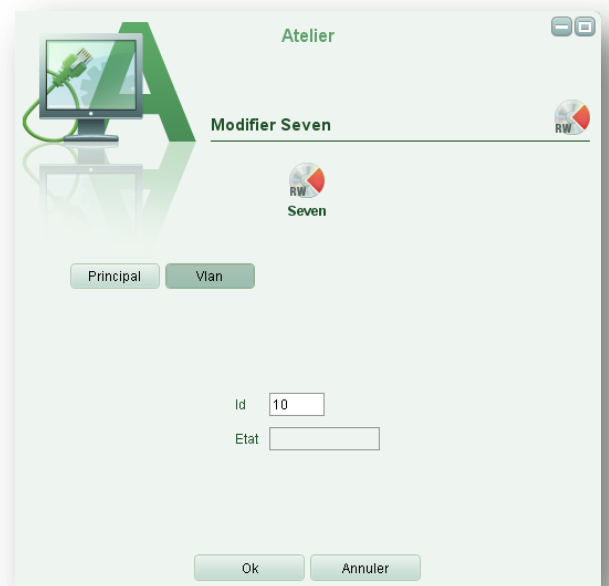 Atelier
A
Modifier Seven
RW
RW
Seven
Principal Vlan
Id 10
Etat
Ok Annuler